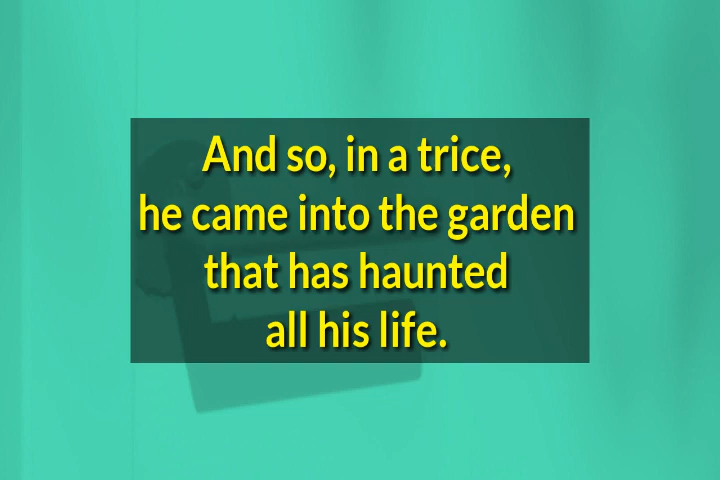 And so, in a trice,
he came into the garden
that has haunted
all his life.